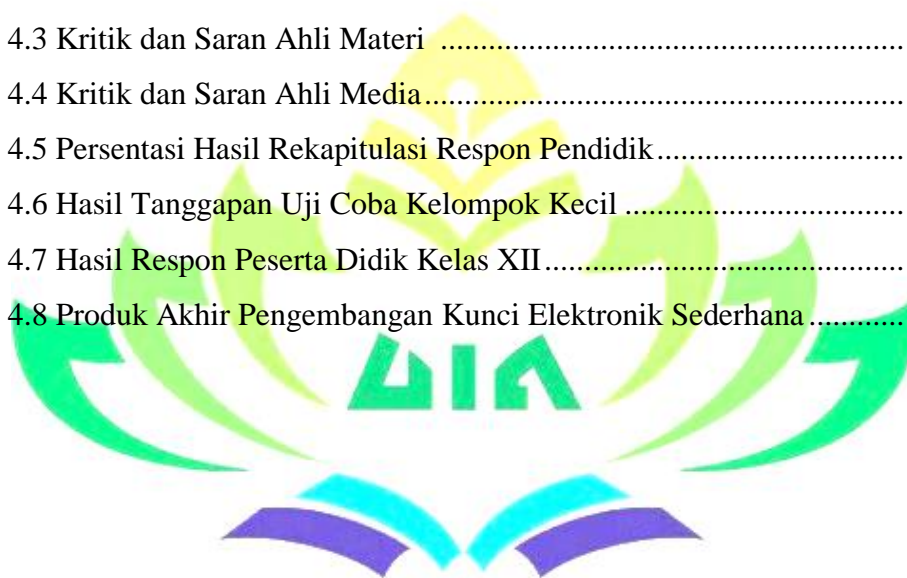 4.3 Kritik dan Saran Ahli Materi ........................................................
4.4 Kritik dan Saran Ahli Media..........................................................
4.5 Persentasi Hasil Rekapitulasi Respon Pendidik..............................
4.6 Hasil Tanggapan Uji Coba Kelompok Kecil ..................................
4.7 Hasil Respon Peserta Didik Kelas XII............................................
4.8 Produk Akhir Pengembangan Kunci Elektronik Sederhana............
UIN